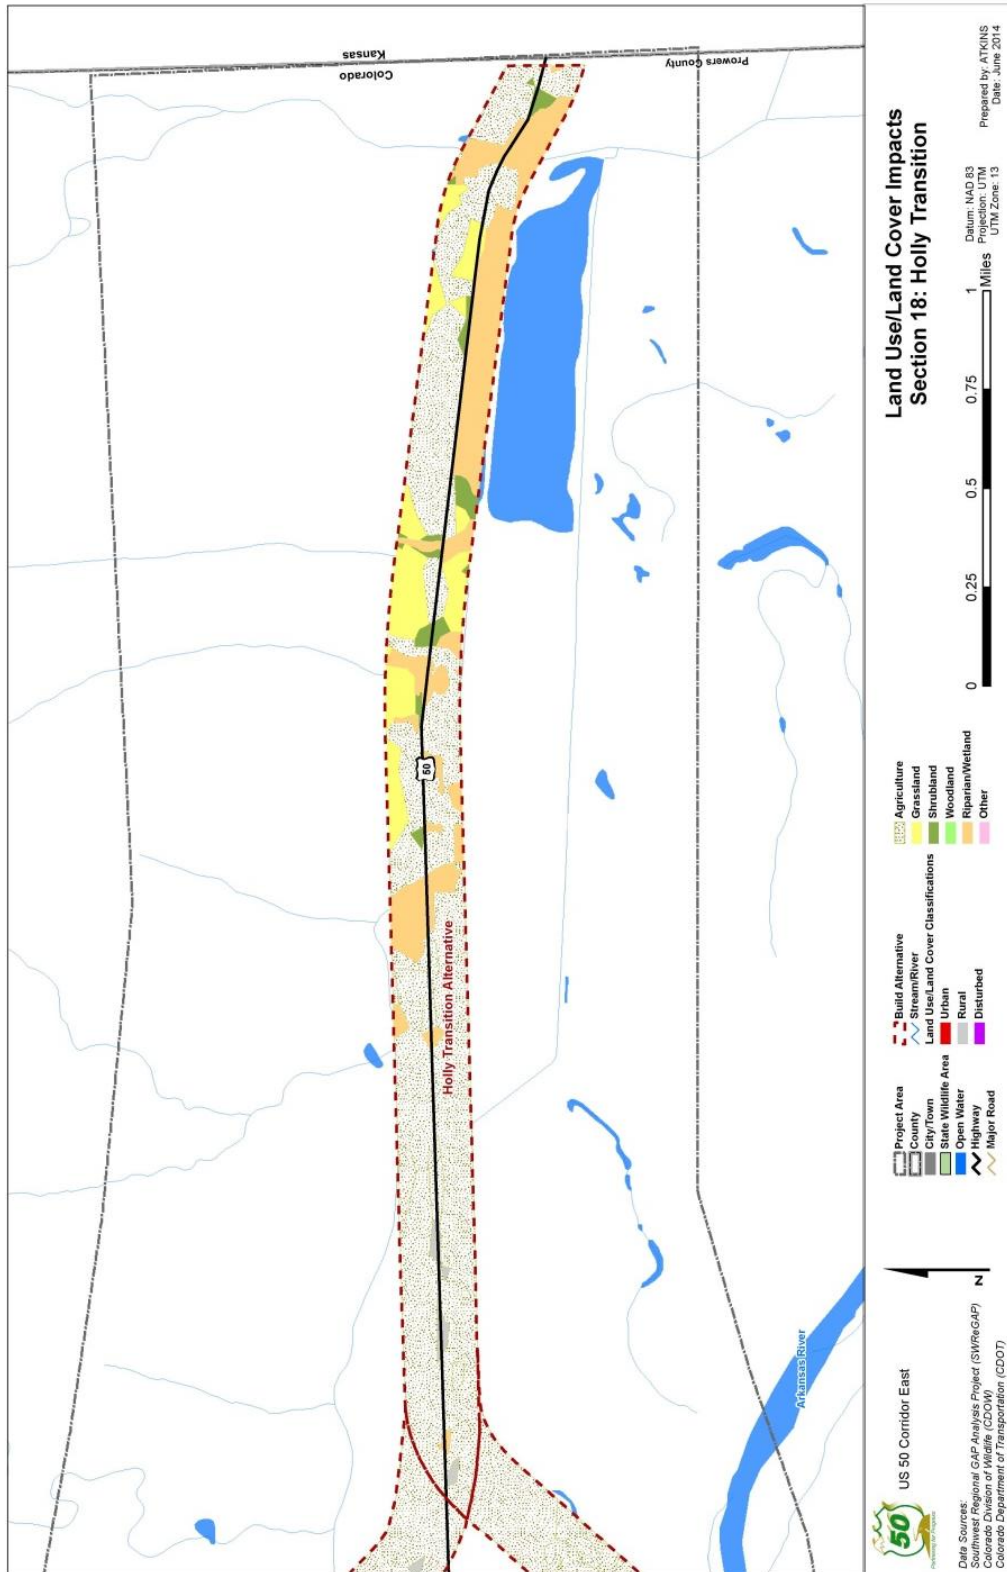 Kansas
Colorado
Prowers County
50
Holly Transition Alternative
Arkansas River
50
Partnering for Progress
US 50 Corridor East
Data Sources:
Southwest Regional GAP Analysis Project (SWReGAP)
Colorado Division of Wildlife (CDOW)
Colorado Department of Transportation (CDOT)
N
Project Area
County
City/Town
State Wildlife Area
Open Water
Highway
Major Road
Build Alternative
Stream/River
Land Use/Land Cover Classifications
Urban
Rural
Disturbed
Agriculture
Grassland
Shrubland
Woodland
Riparian/Wetland
Other
0 0.25 0.5 0.75 1
Miles
Land Use/Land Cover Impacts
Section 18: Holly Transition
Datum: NAD 83
Projection: UTM
UTM Zone: 13
Prepared by: ATKINS
Date: June 2014